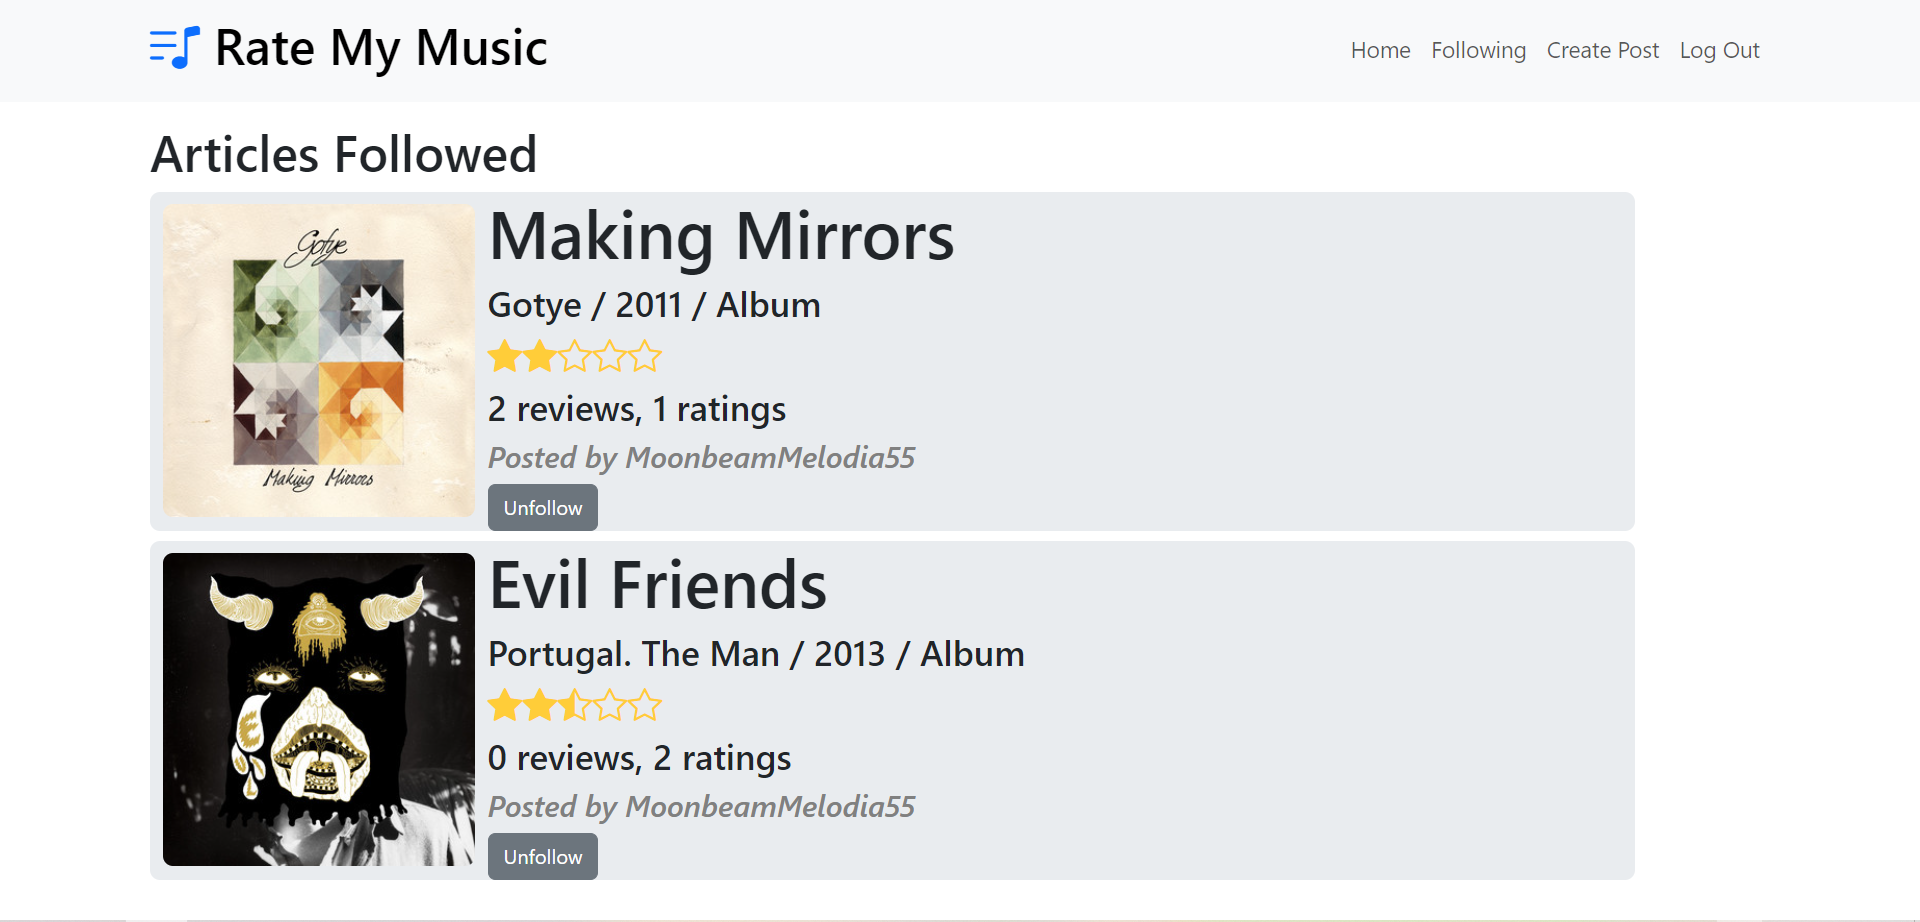 Rate My Music
Home Following Create Post Log Out
Articles Followed
Gotye
Making Mirrors
Making Mirrors
Gotye / 2011 / Album
2 reviews, 1 ratings
Posted by MoonbeamMelodia55
Unfollow
EVIL
Evil Friends
Portugal. The Man / 2013 / Album
0 reviews, 2 ratings
Posted by MoonbeamMelodia55
Unfollow